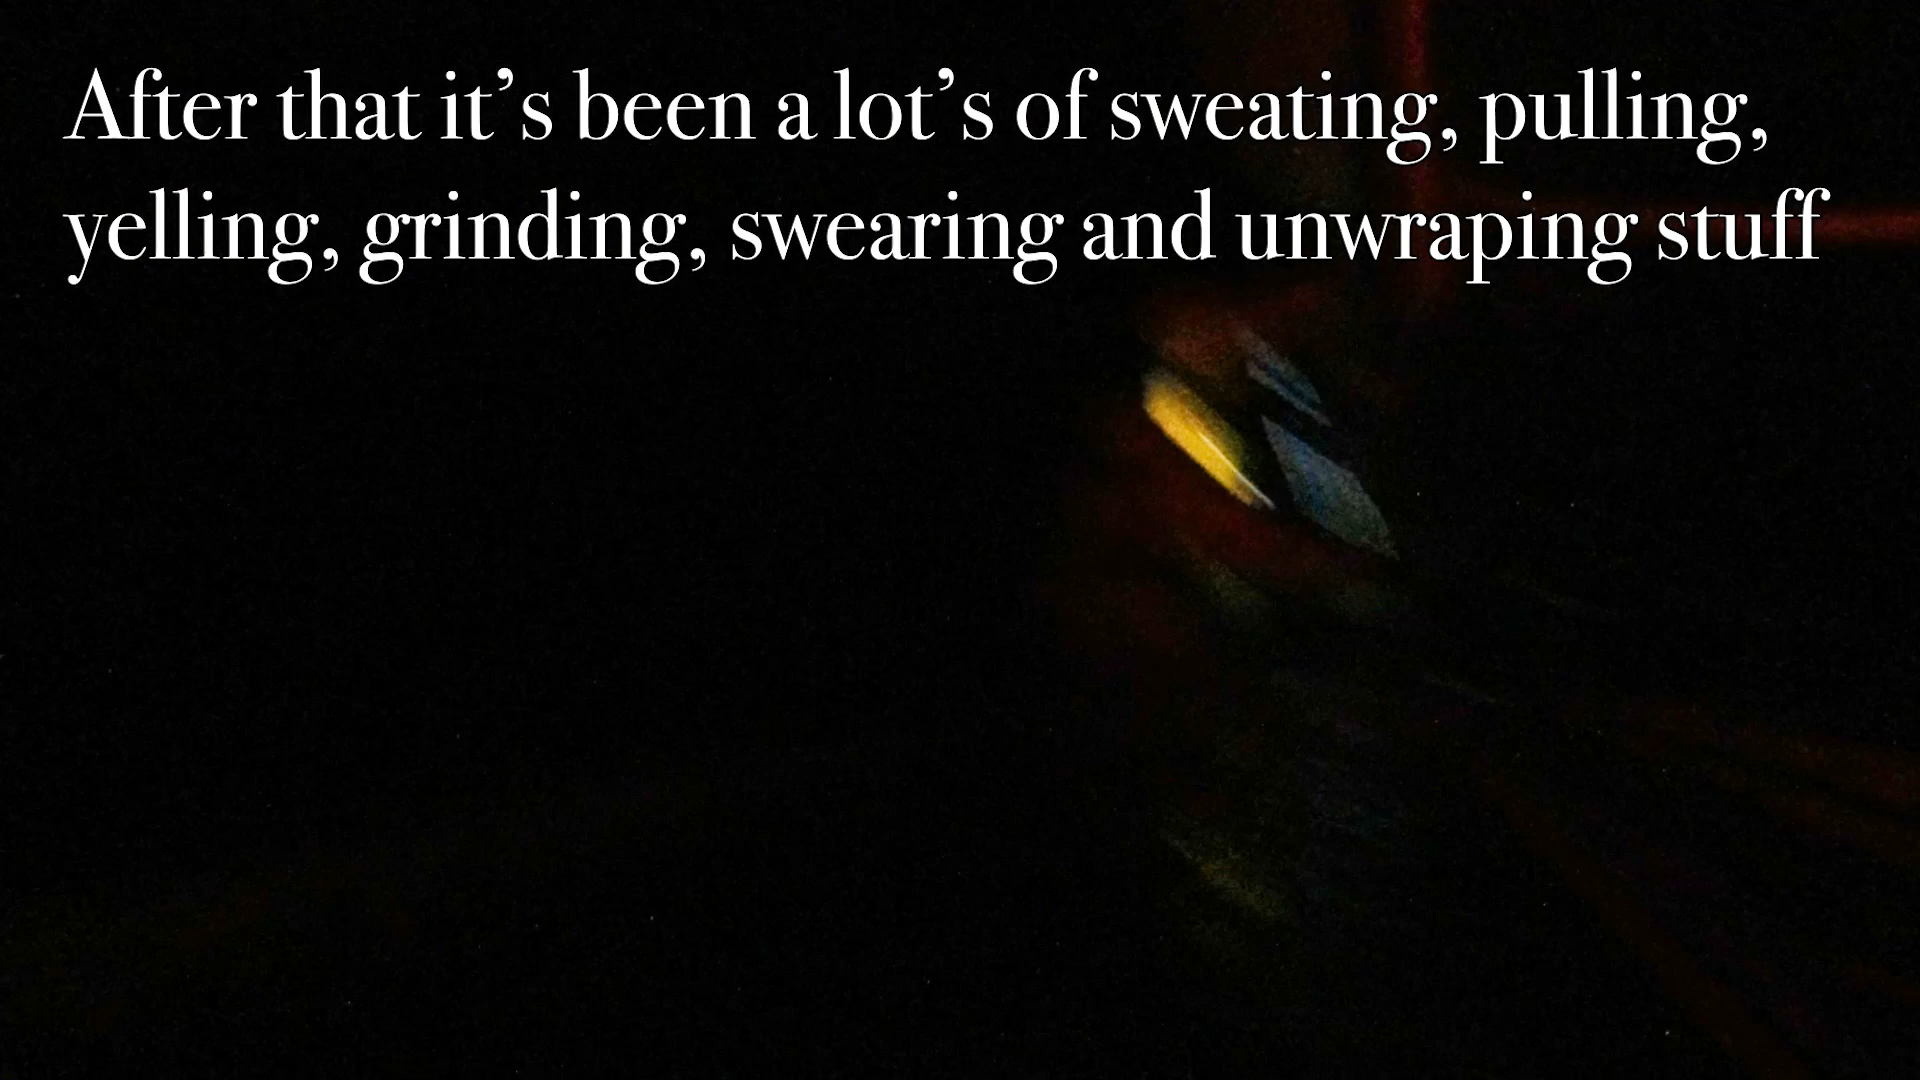 After that it’s been a lot’s of sweating, pulling,
yelling, grinding, swearing and unwraping stuff